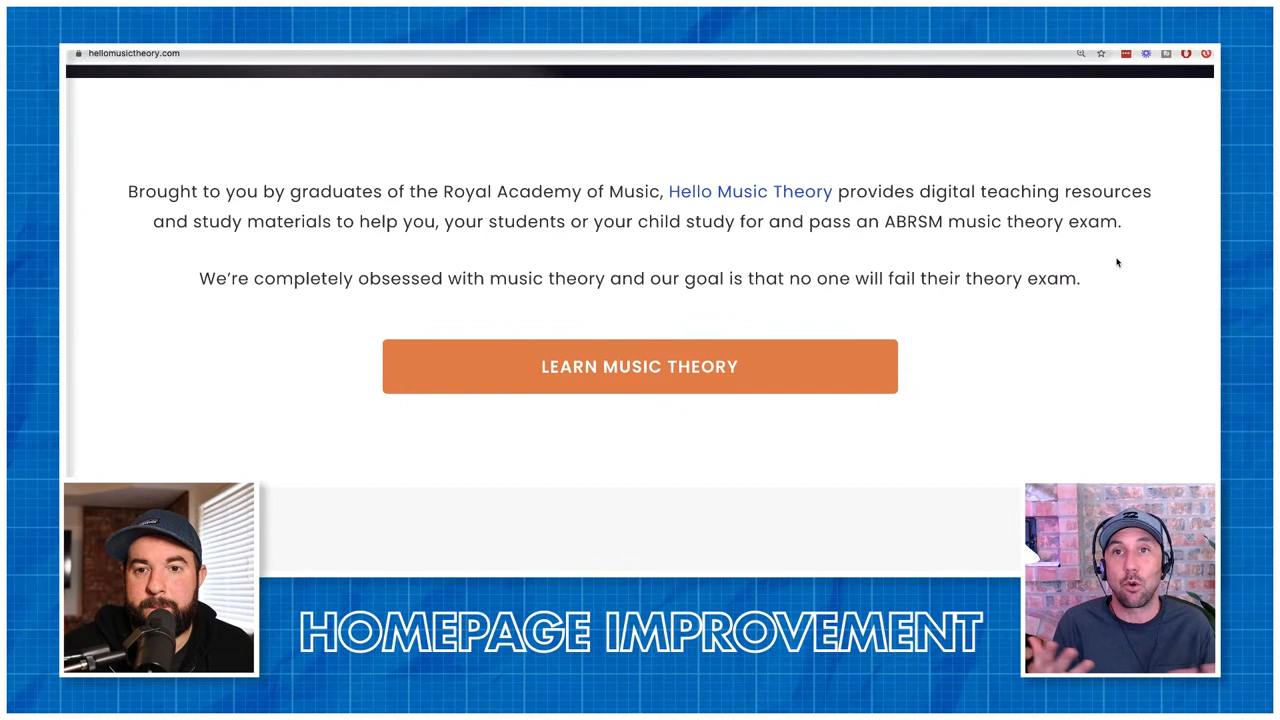 hellomusictheory.com
Brought to you by graduates of the Royal Academy of Music, Hello Music Theory provides digital teaching resources
and study materials to help you, your students or your child study for and pass an ABRSM music theory exam.
We’re completely obsessed with music theory and our goal is that no one will fail their theory exam.
LEARN MUSIC THEORY
HOMEPAGE IMPROVEMENT